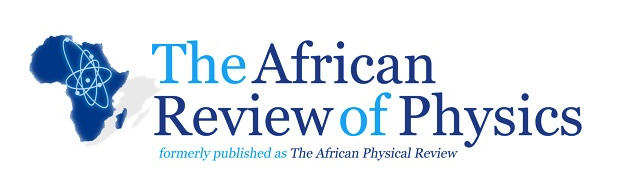 The African
Review of Physics
formerly published as The African Physical Review